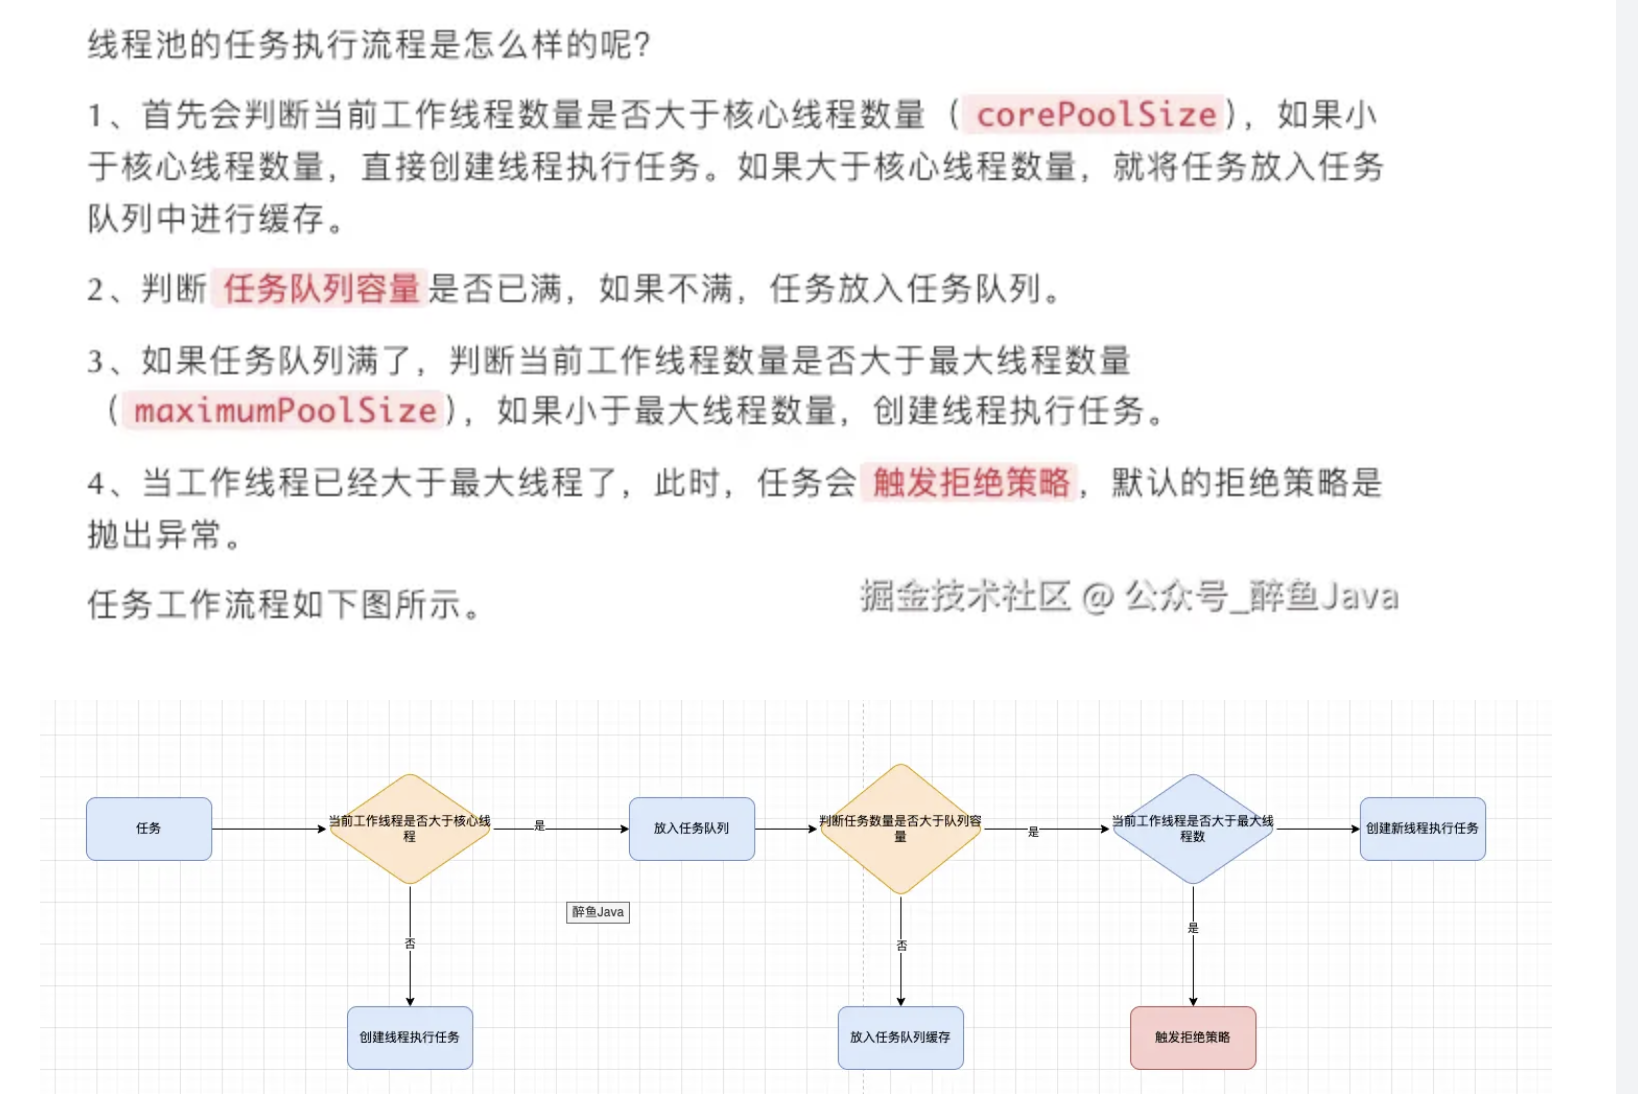 线程池的任务执行流程是怎么样的呢？
1、首先会判断当前工作线程数量是否大于核心线程数量（corePoolSize），如果小
于核心线程数量，直接创建线程执行任务。如果大于核心线程数量，就将任务放入任务
队列中进行缓存。
2、判断任务队列容量是否已满，如果不满，任务放入任务队列。
3、如果任务队列满了，判断当前工作线程数量是否大于最大线程数量
（maximumPoolSize），如果小于最大线程数量，创建线程执行任务。
4、当工作线程已经大于最大线程了，此时，任务会触发拒绝策略，默认的拒绝策略是
抛出异常。
任务工作流程如下图所示。
掘金技术社区 @ 公众号_醉鱼Java
任务
当前工作线程是否大于核心线
程
是
放入任务队列
判断任务数量是否大于队列容
量
是
当前工作线程是否大于最大线
程数
创建新线程执行任务
醉鱼Java
否
否
是
创建线程执行任务
放入任务队列缓存
触发拒绝策略